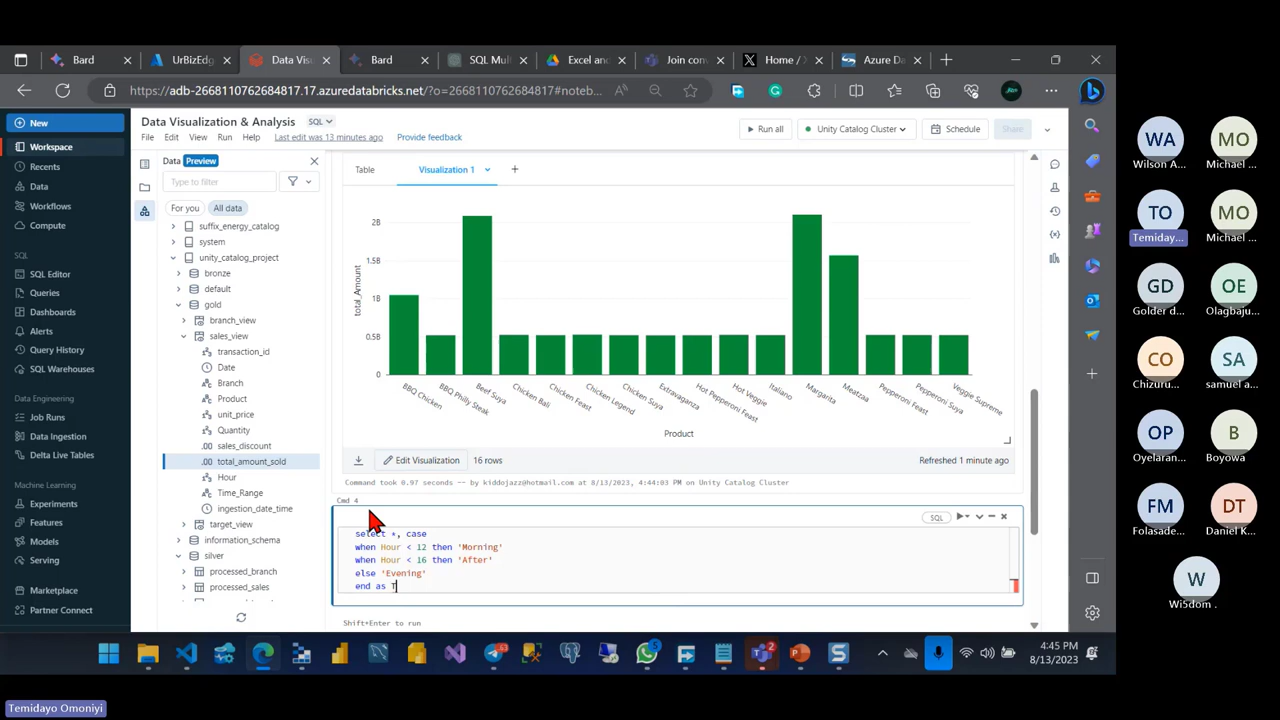 Bard
UrBizEdg
Data Vis
Bard
SQL Mult
Excel and
Join con
Home / X
Azure Da
https://adb-2668110762684717.17.azuredatabricks.net/?o=2668110762684717#noteb...
New
Workspace
Recents
Data
Workflows
Compute
SQL
SQL Editor
Queries
Dashboards
Alerts
Query History
SQL Warehouses
Data Engineering
Job Runs
Data Ingestion
Delta Live Tables
Machine Learning
Experiments
Features
Models
Serving
Marketplace
Partner Connect
Data Visualization & Analysis
SQL
File Edit View Run Help Last edit was 13 minutes ago Provide feedback
Run all
Unity Catalog Cluster
Schedule
Share
Data Preview
Type to filter
For you
All data
suffix_energy_catalog
system
unity_catalog_project
bronze
default
gold
branch_view
sales_view
transaction_id
Date
Branch
Product
unit_price
Quantity
sales_discount
total_amount_sold
Hour
Time_Range
ingestion_date_time
target_view
information_schema
silver
processed_branch
processed_sales
Table
Visualization 1
total_Amount
2B
1.5B
1B
0.5B
0
BBQ Chicken
BBQ Philly Steak
Beef Suya
Chicken Bali
Chicken Feast
Chicken Legend
Chicken Suya
Extravaganza
Hot Pepperoni Feast
Hot Veggie
Italiano
Margarita
Meatzaa
Pepperoni Feast
Pepperoni Suya
Veggie Supreme
Product
Edit Visualization
16 rows
Refreshed 1 minute ago
Command took 0.97 seconds -- by kiddojazz@hotmail.com at 8/13/2023, 4:44:03 PM on Unity Catalog Cluster
Cmd 4
SQL
select *, case
when Hour < 12 then 'Morning'
when Hour < 16 then 'After'
else 'Evening'
end as T
Shift+Enter to run
4:45 PM
8/13/2023
WA
Wilson A...
MO
Michael ...
TO
Temiday...
MO
Michael ...
GD
Golder d...
OE
Olagbaju...
CO
Chizuru...
SA
samuel a...
OP
Oyelaran...
B
Boyowa
FM
Folasade...
DT
Daniel K...
W
Wi5dom .
Temidayo Omoniyi